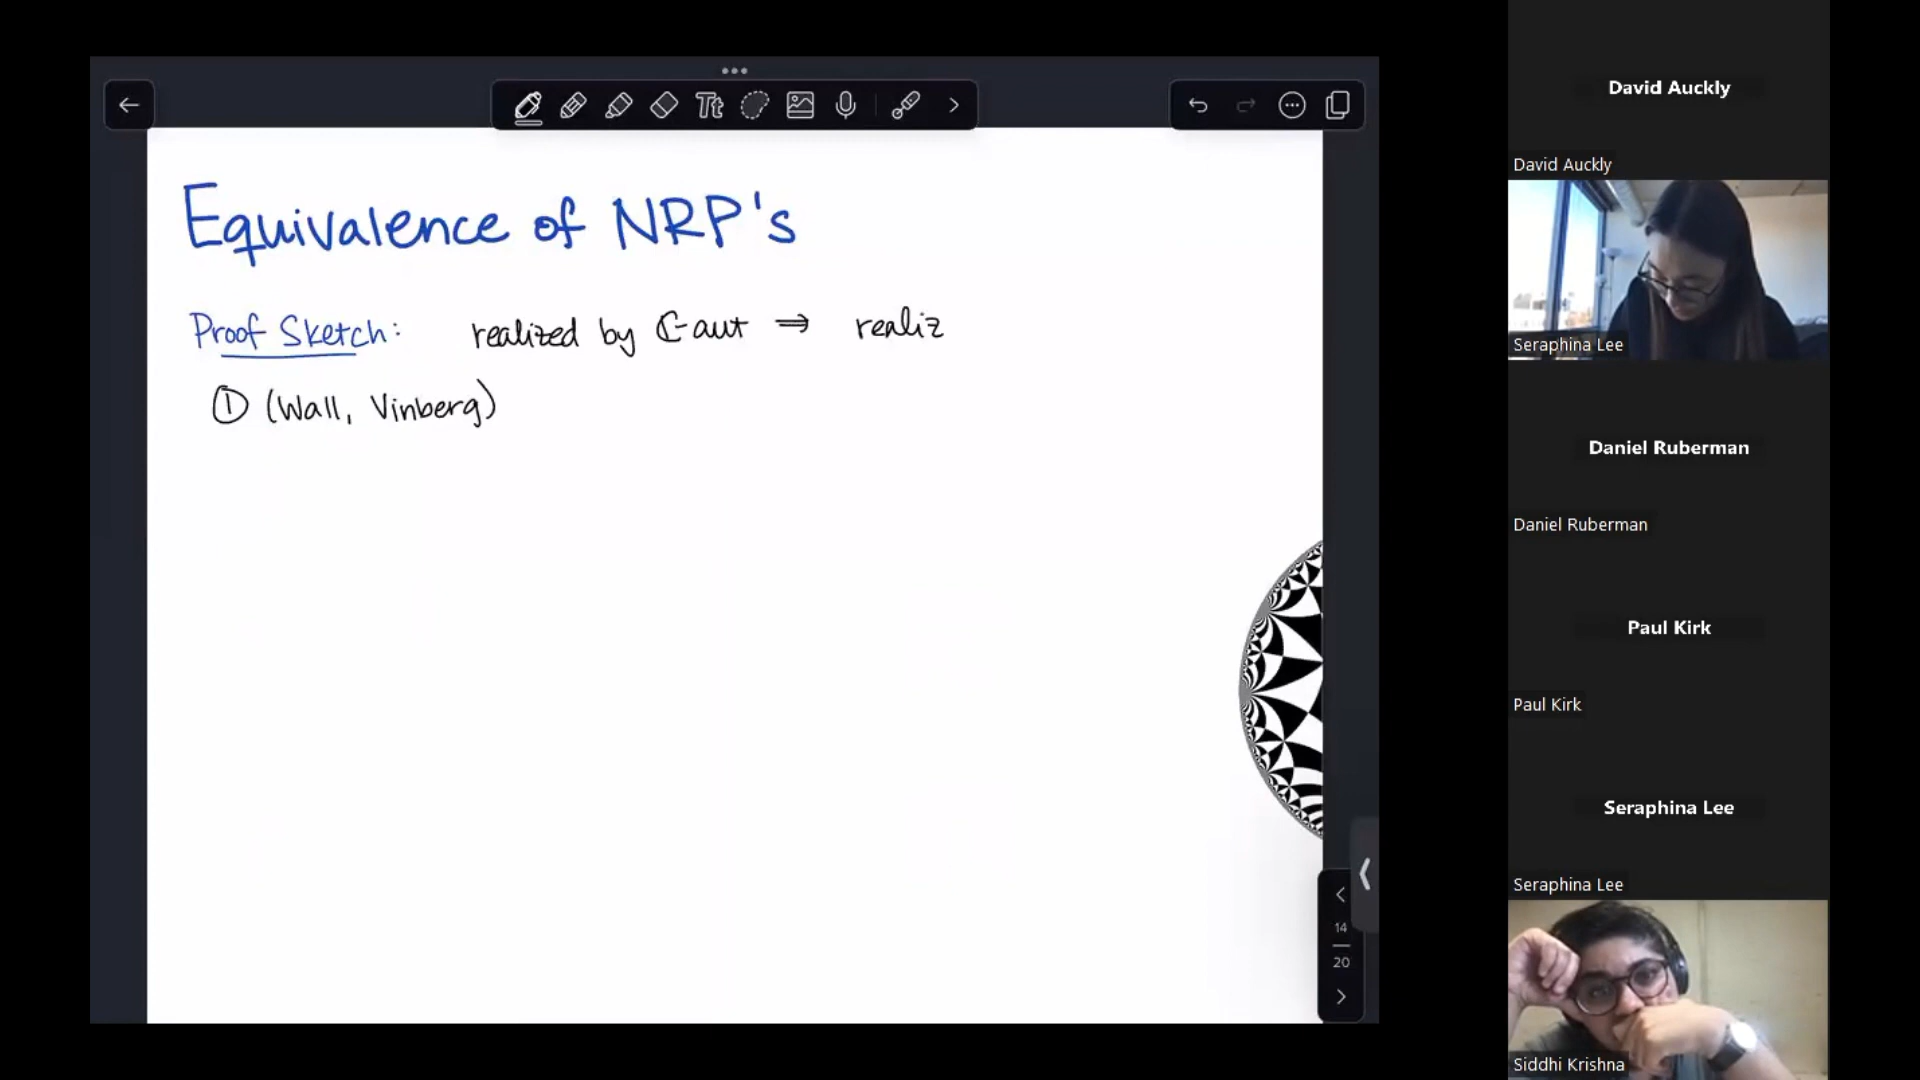 Equivalence of NRP's
Proof Sketch: realized by ℂ-aut ⇒ realiz
① (Wall, Vinberg)
Tt
14
20
David Auckly
David Auckly
Seraphina Lee
Daniel Ruberman
Daniel Ruberman
Paul Kirk
Paul Kirk
Seraphina Lee
Seraphina Lee
Siddhi Krishna